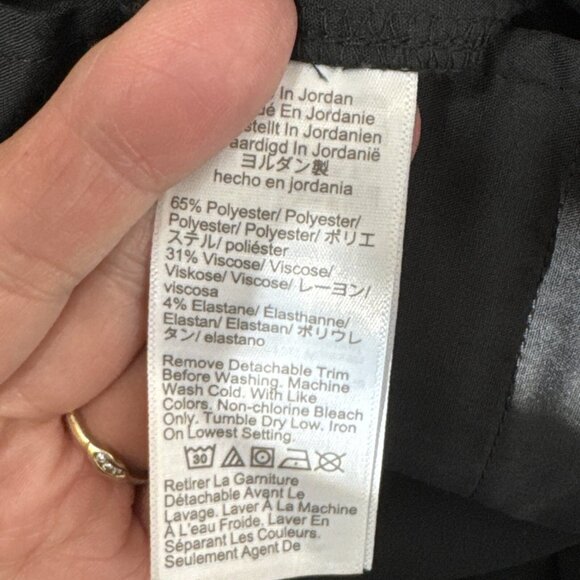 In Jordan
En Jordanie
In Jordanien
In Jordanië
ヨルダン製
hecho en jordania
65% Polyester/ Polyester/
Polyester/ Polyester/ ポリエ
ステル/ poliéster
31% Viscose/ Viscose/
Viskose/ Viscose/ レーヨン/
viscosa
4% Elastane/ Élasthanne/
Elastan/ Elastaan/ ポリウレ
タン/ elastano
Remove Detachable Trim
Before Washing. Machine
Wash Cold. With Like
Colors. Non-chlorine Bleach
Only. Tumble Dry Low. Iron
On Lowest Setting.
30
Retirer La Garniture
Détachable Avant Le
Lavage. Laver À La Machine
À L'eau Froide. Laver En
Séparant Les Couleurs.
Seulement Agent De